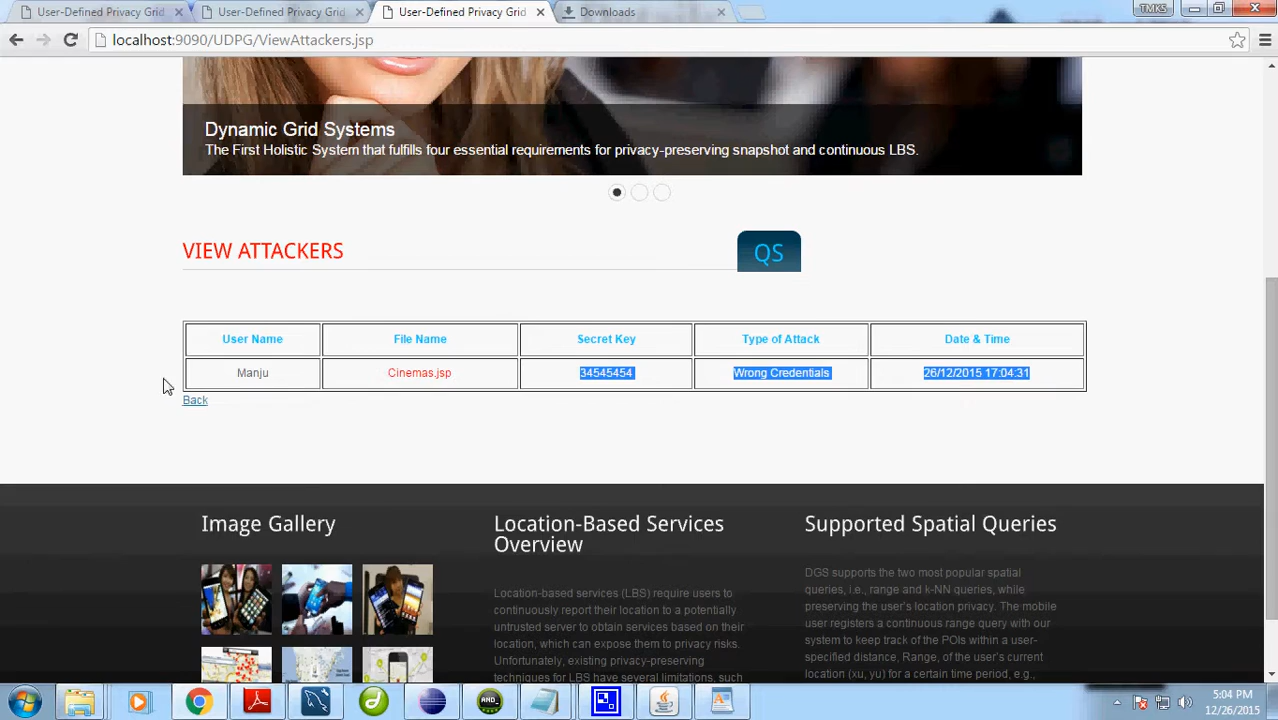 User-Defined Privacy Grid
User-Defined Privacy Grid
User-Defined Privacy Grid
Downloads
TMKS
localhost:9090/UDPG/ViewAttackers.jsp
Dynamic Grid Systems
The First Holistic System that fulfills four essential requirements for privacy-preserving snapshot and continuous LBS.
VIEW ATTACKERS
QS
User Name File Name Secret Key Type of Attack Date & Time
Manju Cinemas.jsp 34545454 Wrong Credentials 26/12/2015 17:04:31
Back
Image Gallery
Location-Based Services
Overview
Location-based services (LBS) require users to
continuously report their location to a potentially
untrusted server to obtain services based on their
location, which can expose them to privacy risks.
Unfortunately, existing privacy-preserving
techniques for LBS have several limitations, such
Supported Spatial Queries
DGS supports the two most popular spatial
queries, i.e., range and k-NN queries, while
preserving the user's location privacy. The mobile
user registers a continuous range query with our
system to keep track of the POIs within a user-
specified distance, Range, of the user's current
location (xu, yu) for a certain time period, e.g.,
5:04 PM
12/26/2015